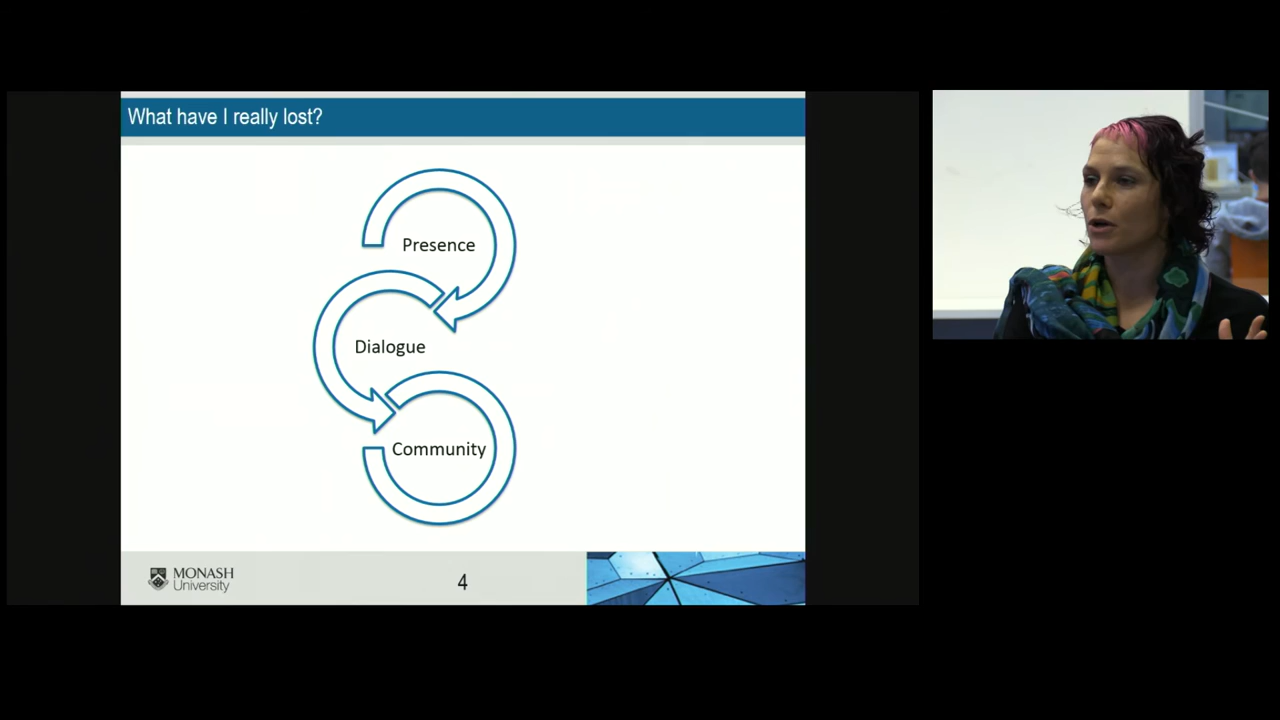 What have I really lost?
Presence
Dialogue
Community
MONASH
University
4